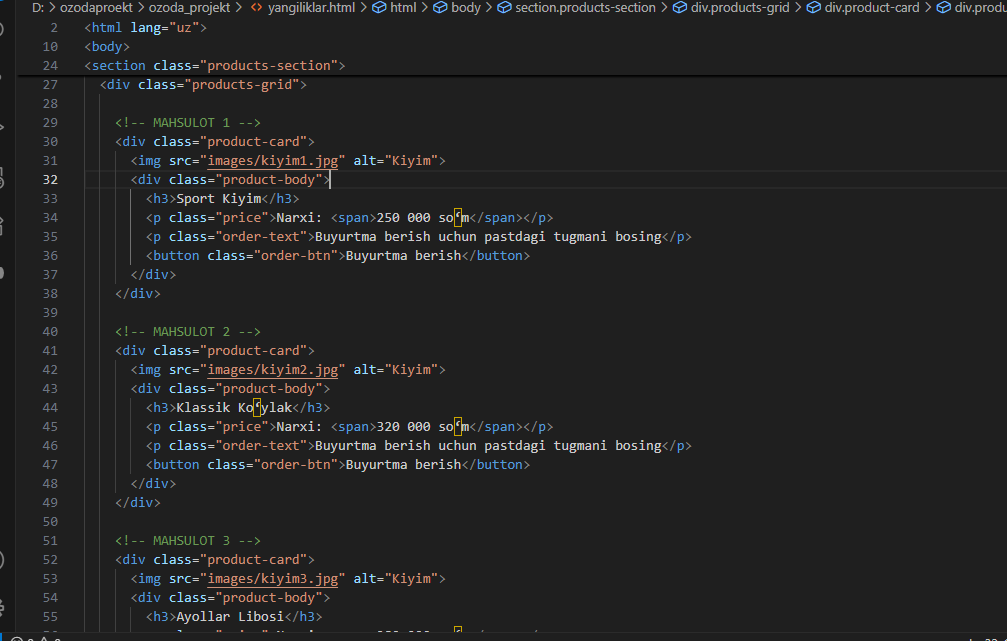 D: > ozodaproekt > ozoda_projekt > <> yangiliklar.html > html > body > section.products-section > div.products-grid > div.product-card > div.produ
2 <html lang="uz">
10 <body>
24 <section class="products-section">
27 <div class="products-grid">
28
29 <!-- MAHSULOT 1 -->
30 <div class="product-card">
31 <img src="images/kiyim1.jpg" alt="Kiyim">
32 <div class="product-body">
33 <h3>Sport Kiyim</h3>
34 <p class="price">Narxi: <span>250 000 so‘m</span></p>
35 <p class="order-text">Buyurtma berish uchun pastdagi tugmani bosing</p>
36 <button class="order-btn">Buyurtma berish</button>
37 </div>
38 </div>
39
40 <!-- MAHSULOT 2 -->
41 <div class="product-card">
42 <img src="images/kiyim2.jpg" alt="Kiyim">
43 <div class="product-body">
44 <h3>Klassik Ko‘ylak</h3>
45 <p class="price">Narxi: <span>320 000 so‘m</span></p>
46 <p class="order-text">Buyurtma berish uchun pastdagi tugmani bosing</p>
47 <button class="order-btn">Buyurtma berish</button>
48 </div>
49 </div>
50
51 <!-- MAHSULOT 3 -->
52 <div class="product-card">
53 <img src="images/kiyim3.jpg" alt="Kiyim">
54 <div class="product-body">
55 <h3>Ayollar Libosi</h3>